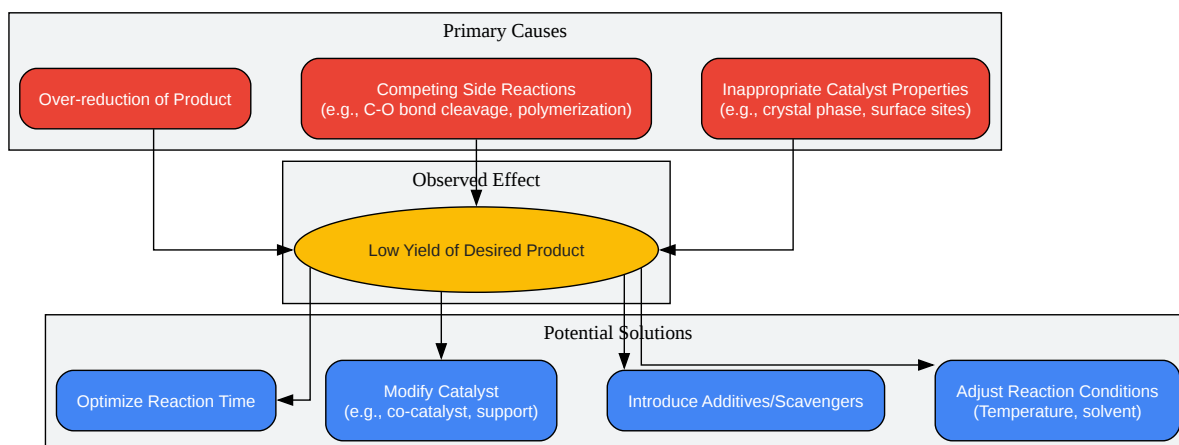 Primary Causes
Over-reduction of Product
Competing Side Reactions
(e.g., C-O bond cleavage, polymerization)
Inappropriate Catalyst Properties
(e.g., crystal phase, surface sites)
Observed Effect
Low Yield of Desired Product
Potential Solutions
Optimize Reaction Time
Modify Catalyst
(e.g., co-catalyst, support)
Introduce Additives/Scavengers
Adjust Reaction Conditions
(Temperature, solvent)